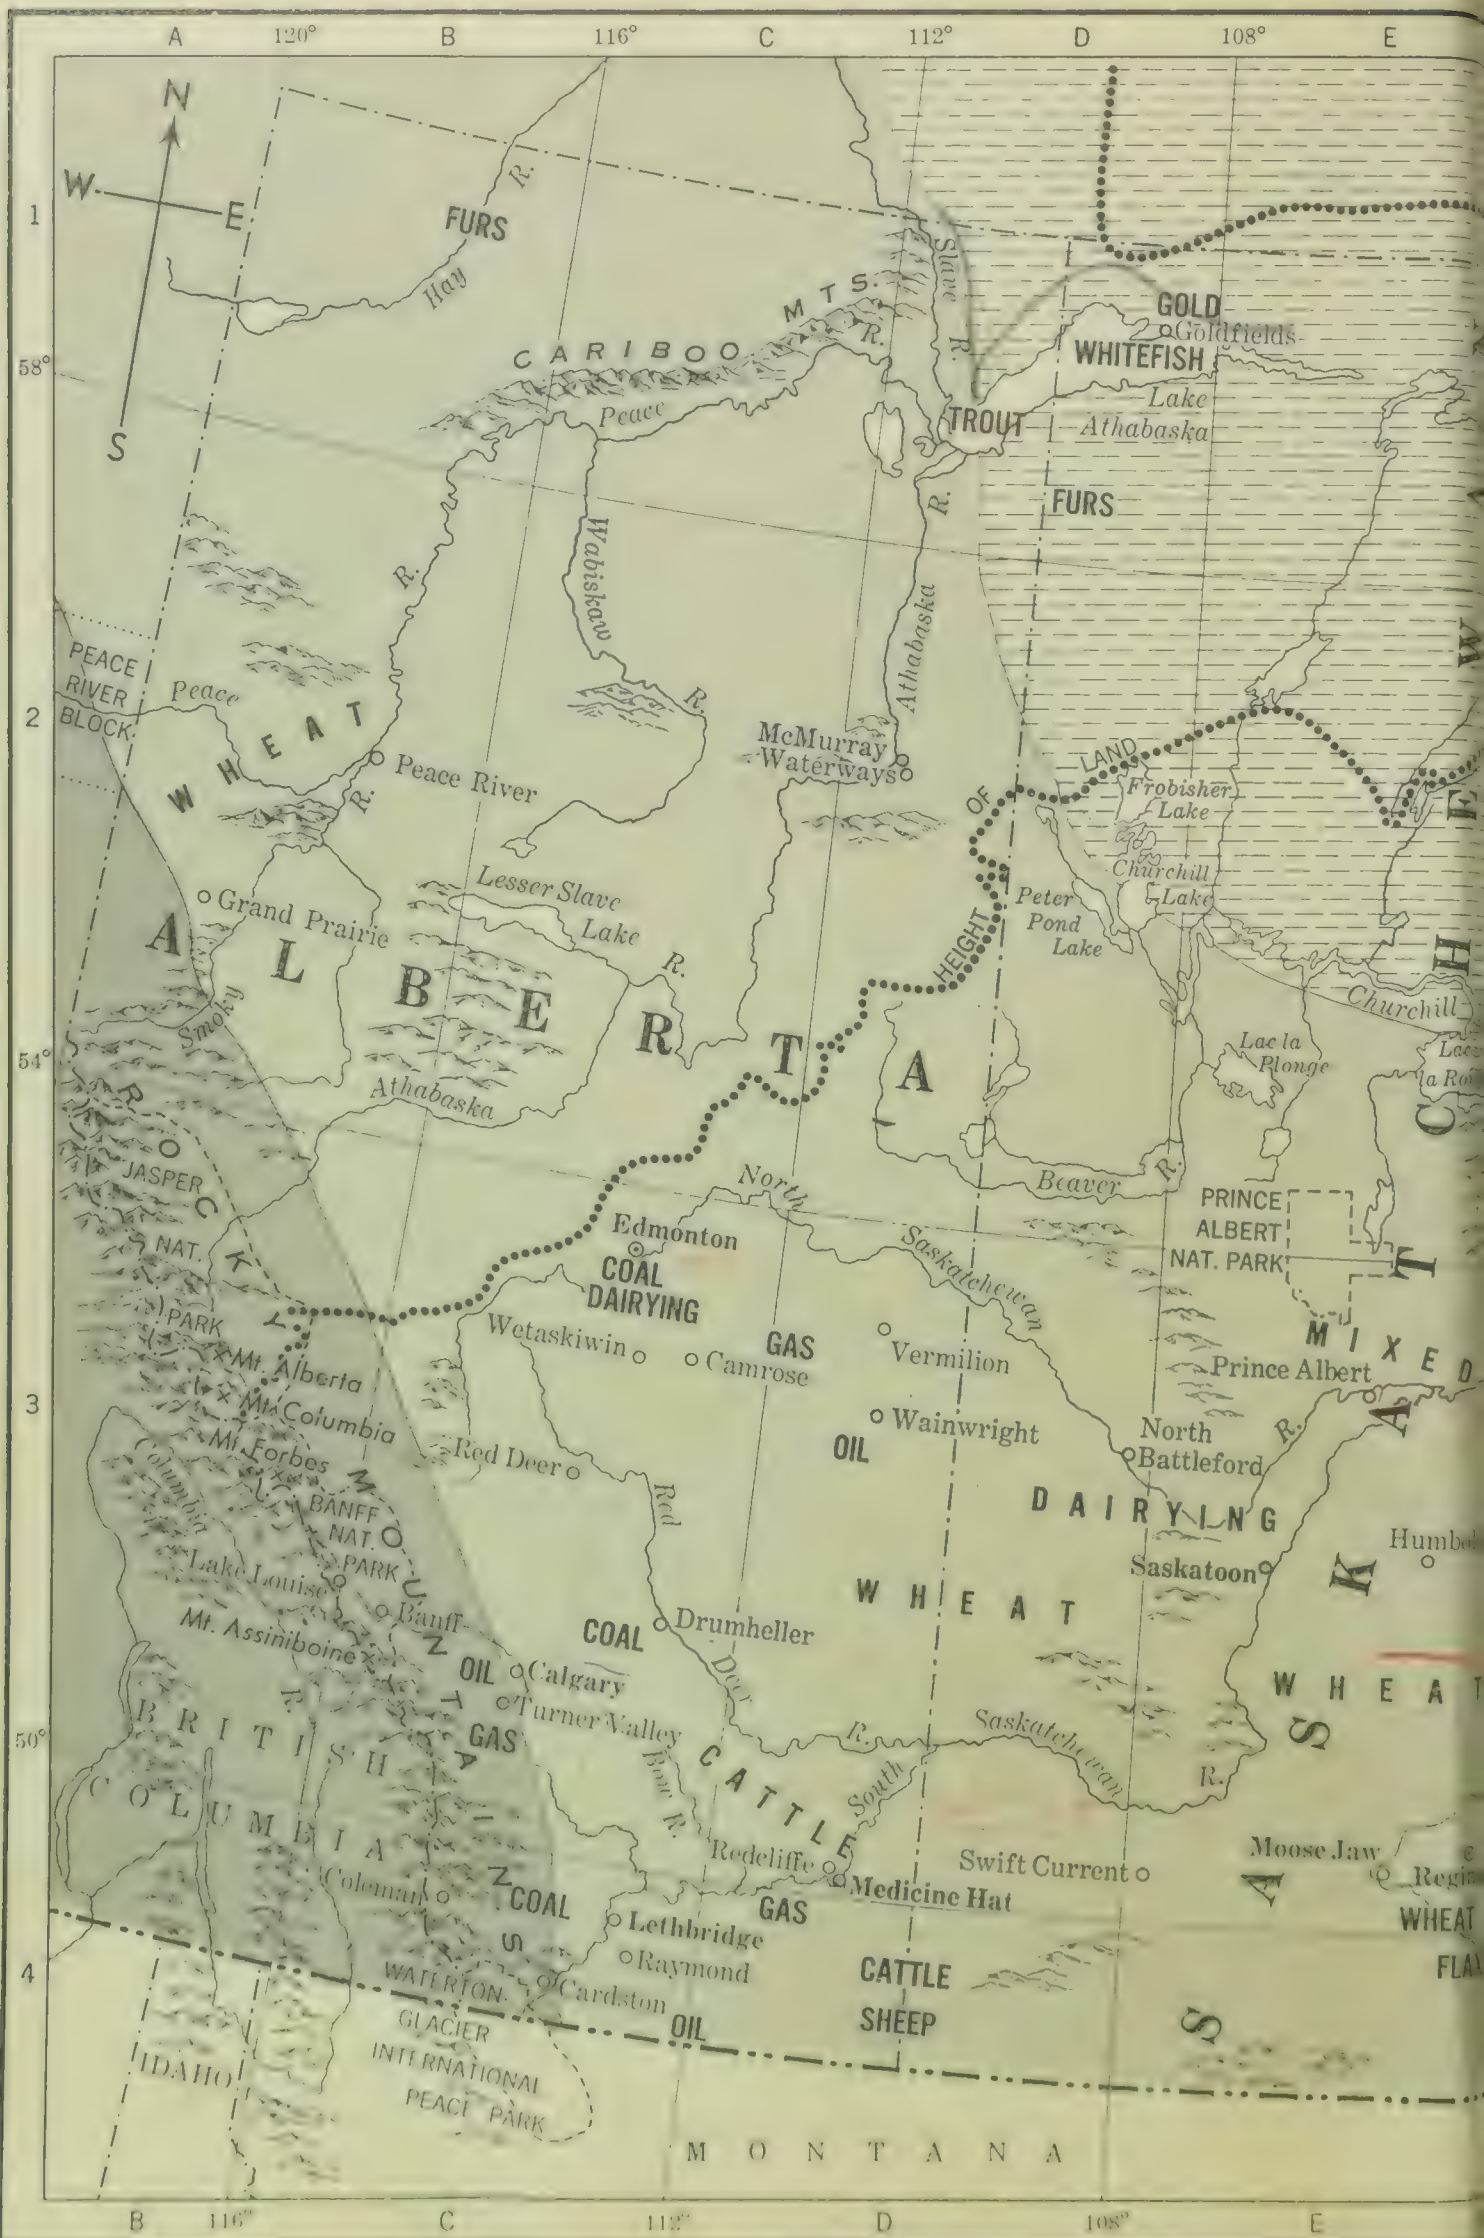 A 120° B 116° C 112° D 108° E
N
W E
S
1
58°
2
54°
3
50°
4
FURS
Hay R.
CARIBOO MTS.
Peace R.
Slave R.
GOLD
Goldfields
WHITEFISH
Lake
Athabaska
TROUT
FURS
R.
Wabiskaw
R.
Athabaska
R.
PEACE
RIVER
BLOCK
Peace
WHEAT
R.
Peace River
McMurray
Waterways
HEIGHT OF LAND
Frobisher
Lake
Churchill
Lake
Peter
Pond
Lake
Churchill
Grand Prairie
Lesser Slave
Lake
R.
ALBERTA
Smoky
Athabaska
Lac la
Plonge
Lac
la Ro
ROCKY MOUNTAINS
JASPER
NAT.
PARK
North
Saskatchewan
Beaver R.
PRINCE
ALBERT
NAT. PARK
Edmonton
COAL
DAIRYING
Wetaskiwin
Camrose
GAS
Vermilion
MIXED
Prince Albert
Mt. Alberta
Mt. Columbia
Mt. Forbes
Columbia
R.
Wainwright
OIL
North
Battleford
R.
Red Deer
Red
Deer
R.
BANFF
NAT.
PARK
DAIRYING
Humbo
Saskatoon
Lake Louise
Banff
Mt. Assiniboine
WHEAT
COAL
Drumheller
OIL
Calgary
Turner Valley
GAS
WHEAT
BRITISH
COLUMBIA
Bow R.
CATTLE
South
Saskatchewan
R.
Redcliffe
Medicine Hat
GAS
Swift Current
Moose Jaw
Regi
WHEAT
FLAX
Coleman
COAL
Lethbridge
Raymond
Cardston
OIL
CATTLE
SHEEP
SASKATCHEW
WATERTON
GLACIER
INTERNATIONAL
PEACE PARK
IDAHO
MONTANA
B 116° C 112° D 108° E